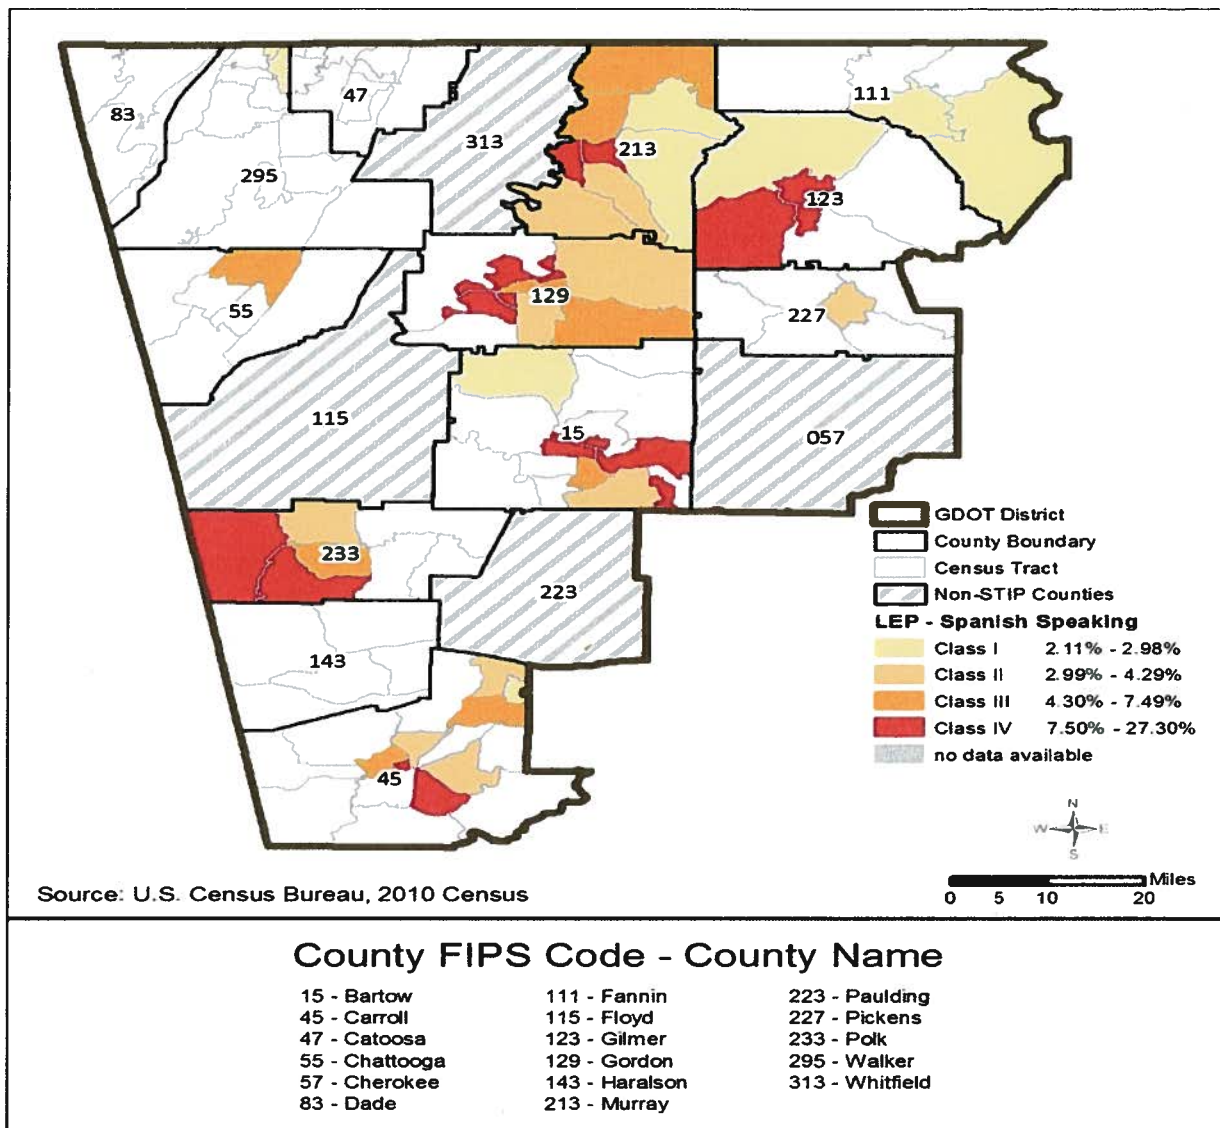 83
47
111
313
213
295
123
129
55
227
115
15
057
233
223
143
45
GDOT District
County Boundary
Census Tract
Non-STIP Counties
LEP - Spanish Speaking
Class I 2.11% - 2.98%
Class II 2.99% - 4.29%
Class III 4.30% - 7.49%
Class IV 7.50% - 27.30%
no data available
N
W E
S
Miles
0 5 10 20
Source: U.S. Census Bureau, 2010 Census
County FIPS Code - County Name
15 - Bartow
45 - Carroll
47 - Catoosa
55 - Chattooga
57 - Cherokee
83 - Dade
111 - Fannin
115 - Floyd
123 - Gilmer
129 - Gordon
143 - Haralson
213 - Murray
223 - Paulding
227 - Pickens
233 - Polk
295 - Walker
313 - Whitfield